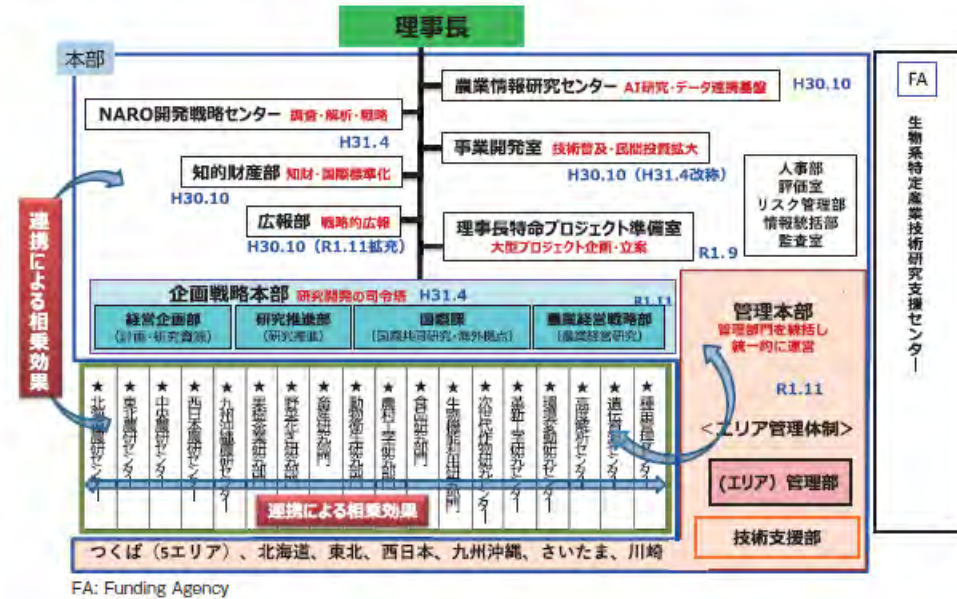 理事長
本部
農業情報研究センター AI研究・データ連携基盤
H30.10
NARO開発戦略センター 調査・解析・戦略
H31.4
事業開発室 技術普及・民間投資拡大
H30.10（H31.4改称）
知的財産部 知財・国際標準化
H30.10
広報部 戦略的広報
H30.10（R1.11拡充）
理事長特命プロジェクト準備室
大型プロジェクト企画・立案
R1.9
人事部
評価室
リスク管理部
情報統括部
監査室
FA
生物系特定産業技術研究支援センター
連携による相乗効果
企画戦略本部 研究開発の司令塔 H31.4
R1.11
経営企画部
(計画・研究資源)
研究推進部
(研究推進)
国際課
(国際共同研究・海外拠点)
農業経営戦略部
(農業経営研究)
管理本部
管理部門を統括し
統一的に運営
R1.11
＜エリア管理体制＞
(エリア）管理部
技術支援部
★
★東北農研センター
★中央農研センター
★西日本農研センター
★九州沖縄農研センター
★果樹茶業研究部門
★野菜花き研究部門
★畜産研究部門
★動物衛生研究部門
★農村工学研究部門
★食品研究部門
★生物機能利用研究部門
★次世代作物開発研究センター
★革新工学研究センター
★環境変動研究センター
★高度解析センター
★
★
連携による相乗効果
つくば（5エリア）、北海道、東北、西日本、九州沖縄、さいたま、川崎
FA: Funding Agency